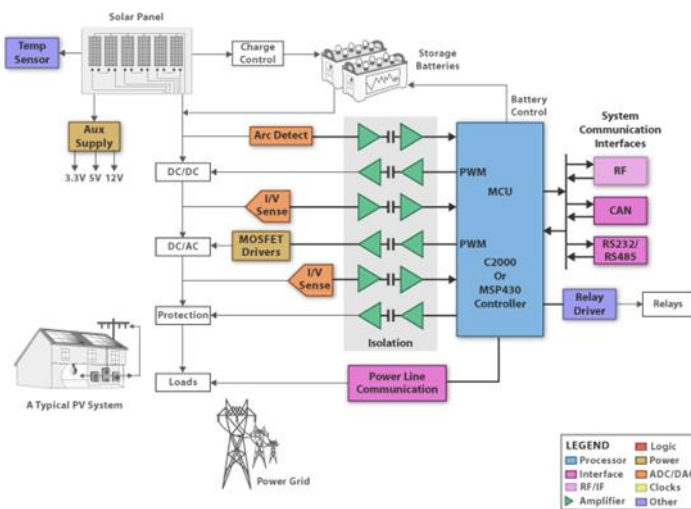 Solar Panel
Temp
Sensor
Charge
Control
Storage
Batteries
Battery
Control
System
Communication
Interfaces
Aux
Supply
3.3V 5V 12V
Arc Detect
DC/DC
PWM
MCU
RF
I/V
Sense
CAN
DC/AC
MOSFET
Drivers
PWM
RS232/
RS485
C2000
Or
MSP430
Controller
I/V
Sense
Relay
Driver
Relays
Protection
Isolation
Loads
Power Line
Communication
A Typical PV System
Power Grid
LEGEND
Processor
Interface
RF/IF
Amplifier
Logic
Power
ADC/DAC
Clocks
Other